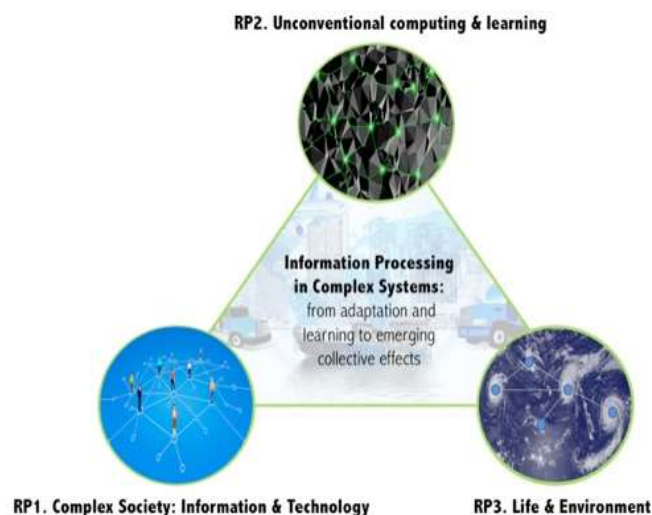 RP2. Unconventional computing & learning
Information Processing
in Complex Systems:
from adaptation and
learning to emerging
collective effects
RP1. Complex Society: Information & Technology
RP3. Life & Environment